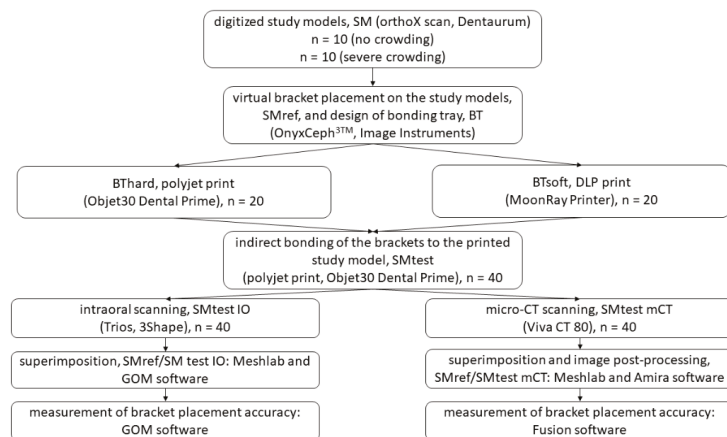 digitized study models, SM (orthoX scan, Dentaurum)
n = 10 (no crowding)
n = 10 (severe crowding)
virtual bracket placement on the study models,
SMref, and design of bonding tray, BT
(OnyxCeph³ᵀᴹ, Image Instruments)
BThard, polyjet print
(Objet30 Dental Prime), n = 20
BTsoft, DLP print
(MoonRay Printer), n = 20
indirect bonding of the brackets to the printed
study model, SMtest
(polyjet print, Objet30 Dental Prime) n = 40
intraoral scanning, SMtest IO
(Trios, 3Shape), n = 40
micro-CT scanning, SMtest mCT
(Viva CT 80), n = 40
superimposition, SMref/SM test IO: Meshlab and
GOM software
superimposition and image post-processing,
SMref/SMtest mCT: Meshlab and Amira software
measurement of bracket placement accuracy:
GOM software
measurement of bracket placement accuracy:
Fusion software